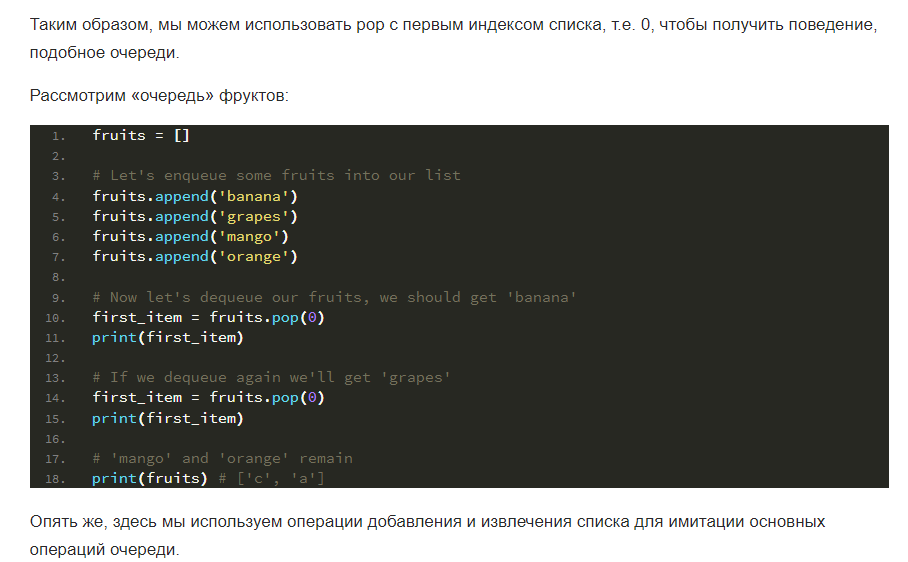 Таким образом, мы можем использовать pop с первым индексом списка, т.е. 0, чтобы получить поведение,
подобное очереди.
Рассмотрим «очередь» фруктов:
1. fruits = []
2.
3. # Let's enqueue some fruits into our list
4. fruits.append('banana')
5. fruits.append('grapes')
6. fruits.append('mango')
7. fruits.append('orange')
8.
9. # Now let's dequeue our fruits, we should get 'banana'
10. first_item = fruits.pop(0)
11. print(first_item)
12.
13. # If we dequeue again we'll get 'grapes'
14. first_item = fruits.pop(0)
15. print(first_item)
16.
17. # 'mango' and 'orange' remain
18. print(fruits) # ['c', 'a']
Опять же, здесь мы используем операции добавления и извлечения списка для имитации основных
операций очереди.